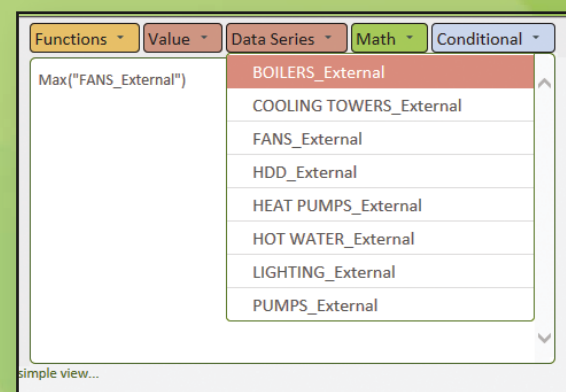 Functions Value Data Series Math Conditional
Max("FANS_External")
BOILERS_External
COOLING TOWERS_External
FANS_External
HDD_External
HEAT PUMPS_External
HOT WATER_External
LIGHTING_External
PUMPS_External
simple view...